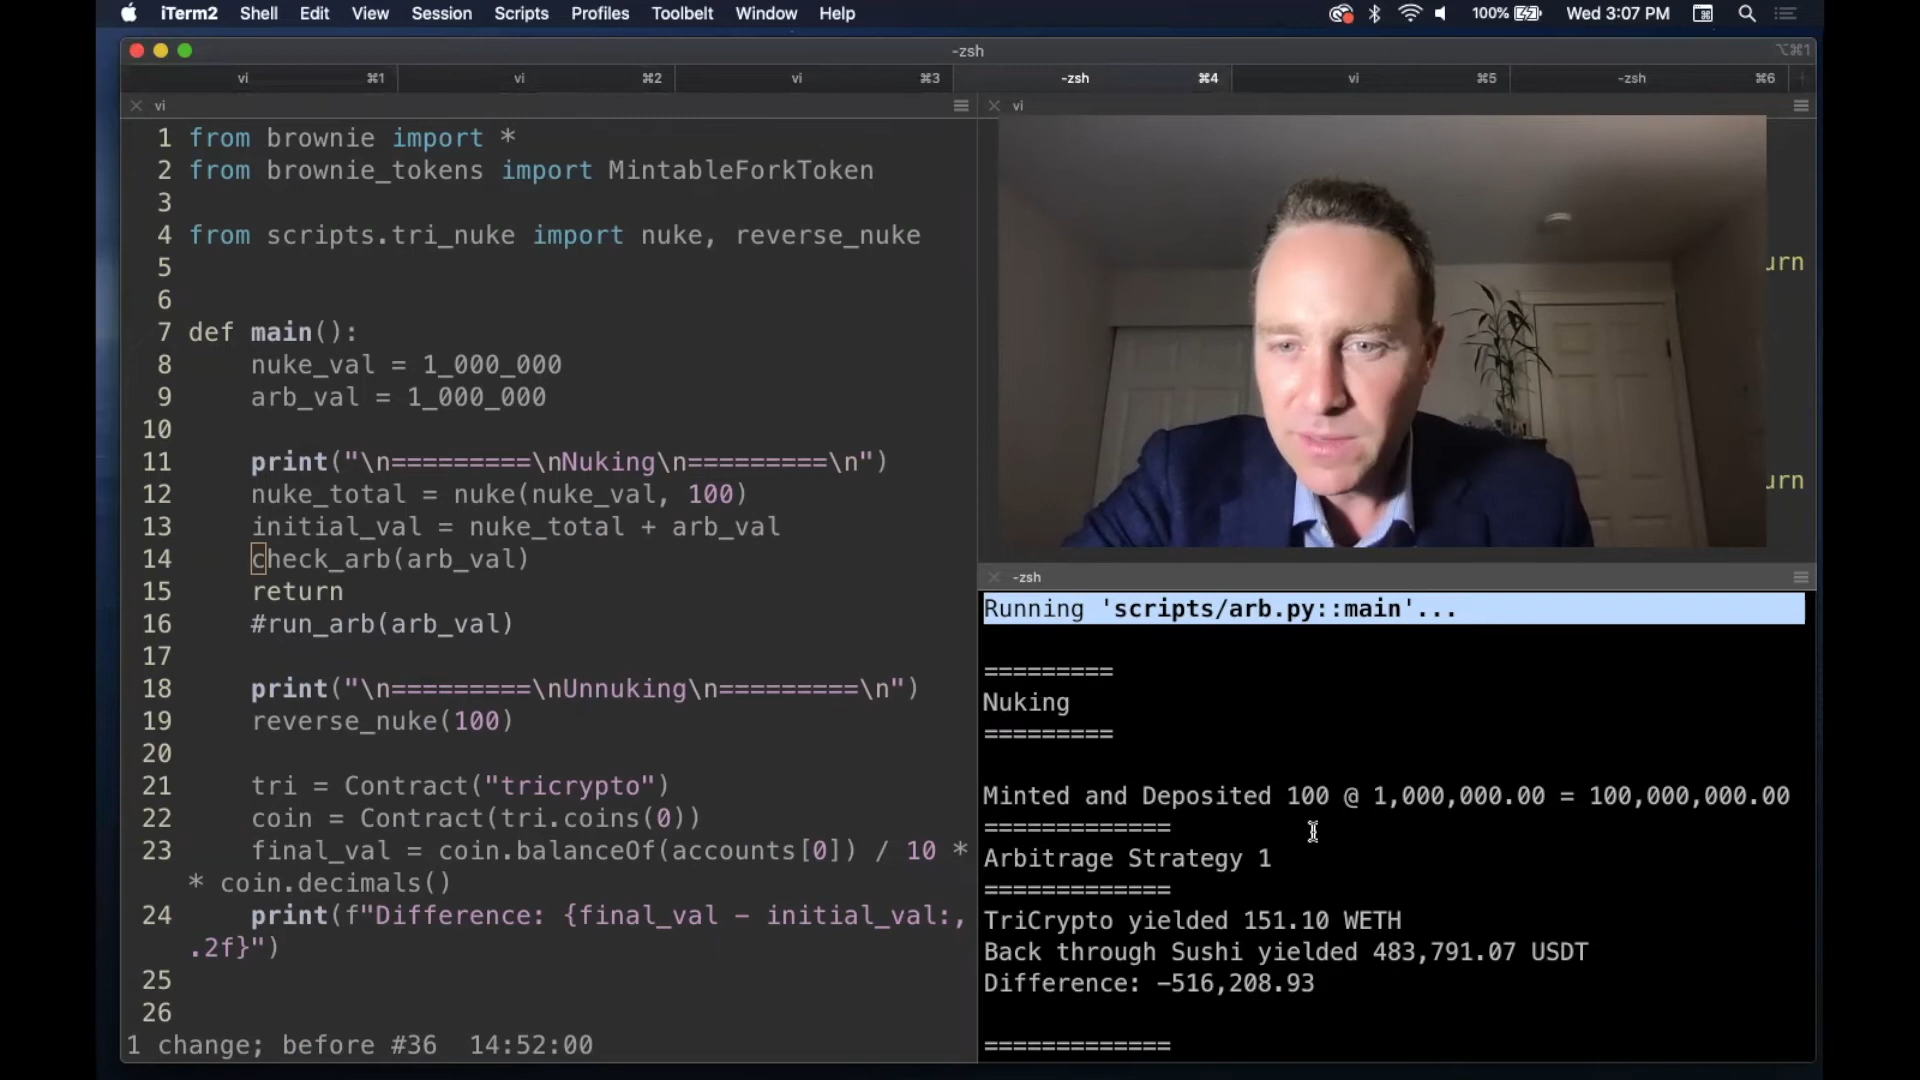 iTerm2 Shell Edit View Session Scripts Profiles Toolbelt Window Help 100% Wed 3:07 PM
-zsh ⌥⌘1
vi ⌘1 vi ⌘2 vi ⌘3 -zsh ⌘4 vi ⌘5 -zsh ⌘6
vi
1 from brownie import *
2 from brownie_tokens import MintableForkToken
3
4 from scripts.tri_nuke import nuke, reverse_nuke
5
6
7 def main():
8     nuke_val = 1_000_000
9     arb_val = 1_000_000
10
11     print("\n=========\nNuking\n=========\n")
12     nuke_total = nuke(nuke_val, 100)
13     initial_val = nuke_total + arb_val
14     check_arb(arb_val)
15     return
16     #run_arb(arb_val)
17
18     print("\n=========\nUnnuking\n=========\n")
19     reverse_nuke(100)
20
21     tri = Contract("tricrypto")
22     coin = Contract(tri.coins(0))
23     final_val = coin.balanceOf(accounts[0]) / 10 *
* coin.decimals()
24     print(f"Difference: {final_val - initial_val:,
.2f}")
25
26
1 change; before #36  14:52:00
vi
urn
urn
-zsh
Running 'scripts/arb.py::main'...
=========
Nuking
=========
Minted and Deposited 100 @ 1,000,000.00 = 100,000,000.00
=============
Arbitrage Strategy 1
=============
TriCrypto yielded 151.10 WETH
Back through Sushi yielded 483,791.07 USDT
Difference: -516,208.93
=============